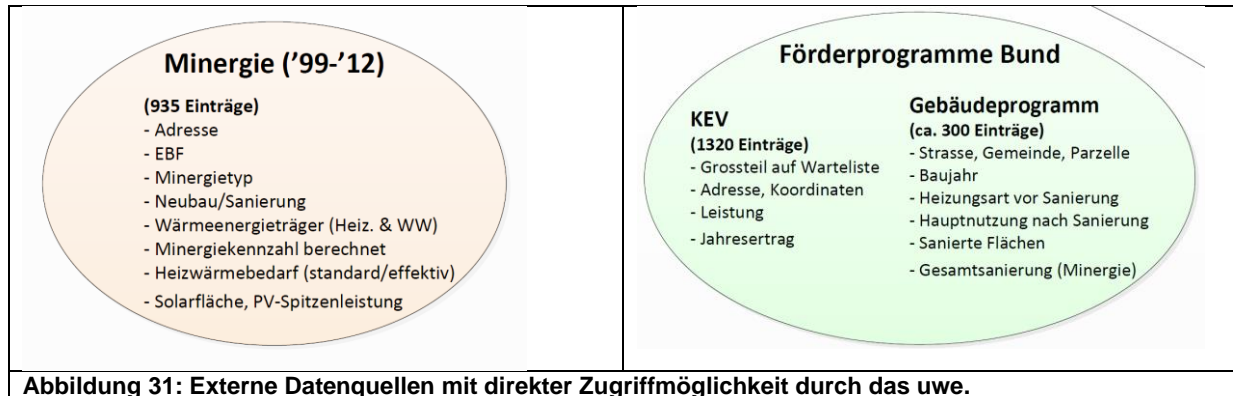 Minergie ('99-'12)
(935 Einträge)
- Adresse
- EBF
- Minergietyp
- Neubau/Sanierung
- Wärmeenergieträger (Heiz. & WW)
- Minergiekennzahl berechnet
- Heizwärmebedarf (standard/effektiv)
- Solarfläche, PV-Spitzenleistung
Förderprogramme Bund
KEV
(1320 Einträge)
- Grossteil auf Warteliste
- Adresse, Koordinaten
- Leistung
- Jahresertrag
Gebäudeprogramm
(ca. 300 Einträge)
- Strasse, Gemeinde, Parzelle
- Baujahr
- Heizungsart vor Sanierung
- Hauptnutzung nach Sanierung
- Sanierte Flächen
- Gesamtsanierung (Minergie)
Abbildung 31: Externe Datenquellen mit direkter Zugriffmöglichkeit durch das uwe.